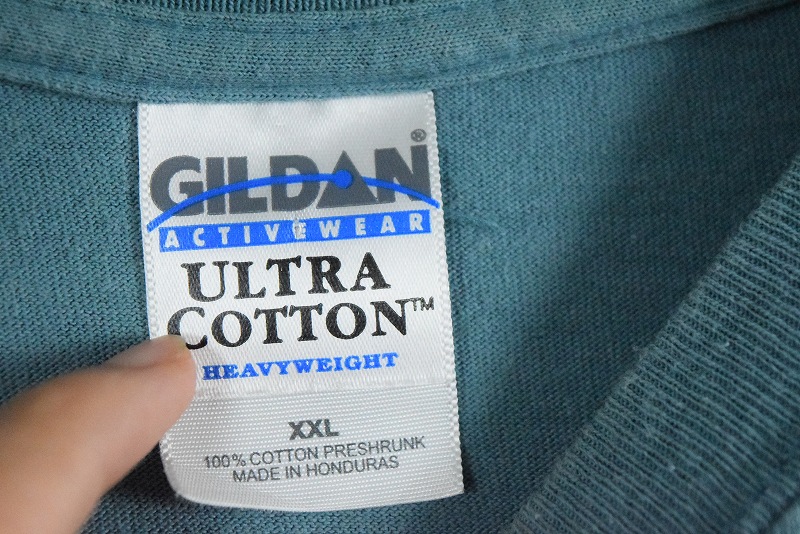 GILDAN®
ACTIVEWEAR
ULTRA
COTTON™
HEAVYWEIGHT
XXL
100% COTTON PRESHRUNK
MADE IN HONDURAS